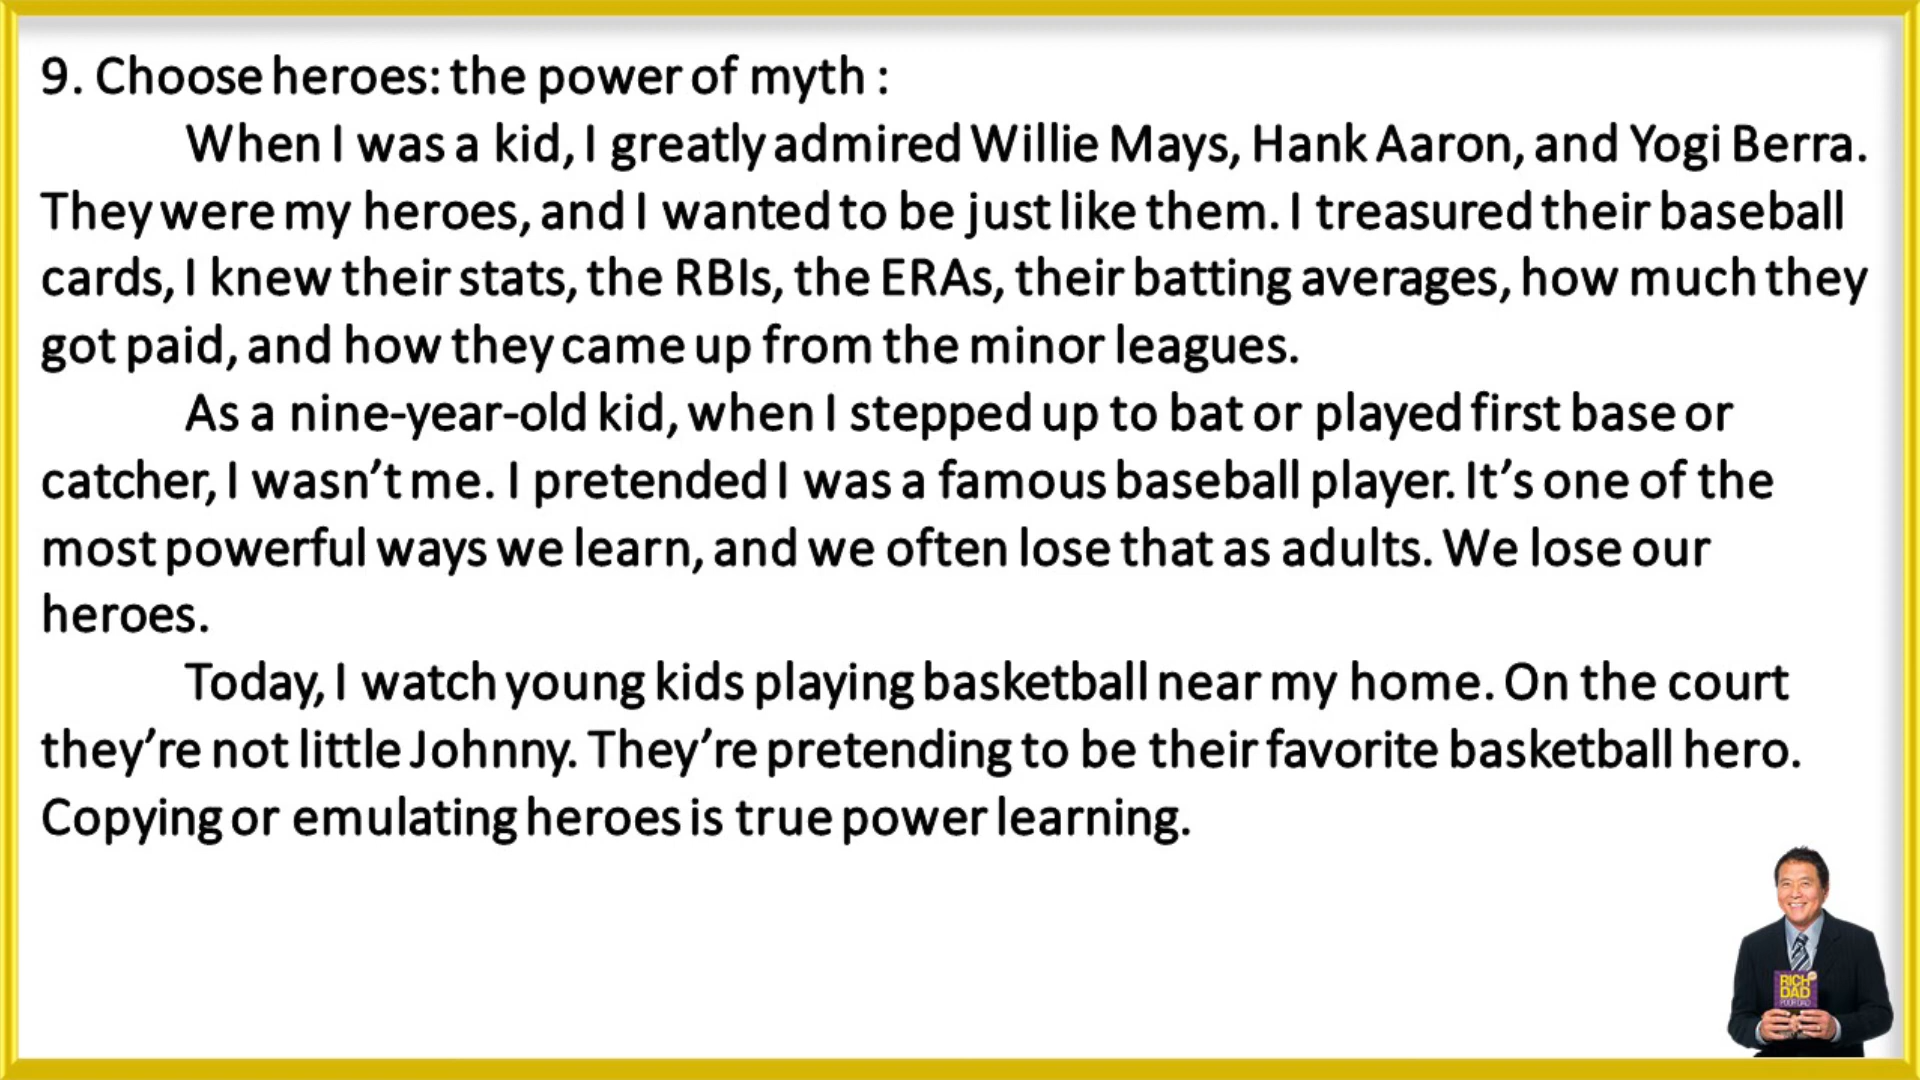 9. Choose heroes: the power of myth :
When I was a kid, I greatly admired Willie Mays, Hank Aaron, and Yogi Berra.
They were my heroes, and I wanted to be just like them. I treasured their baseball
cards, I knew their stats, the RBIs, the ERAs, their batting averages, how much they
got paid, and how they came up from the minor leagues.
As a nine-year-old kid, when I stepped up to bat or played first base or
catcher, I wasn’t me. I pretended I was a famous baseball player. It’s one of the
most powerful ways we learn, and we often lose that as adults. We lose our
heroes.
Today, I watch young kids playing basketball near my home. On the court
they’re not little Johnny. They’re pretending to be their favorite basketball hero.
Copying or emulating heroes is true power learning.
RICH
DAD
POOR DAD